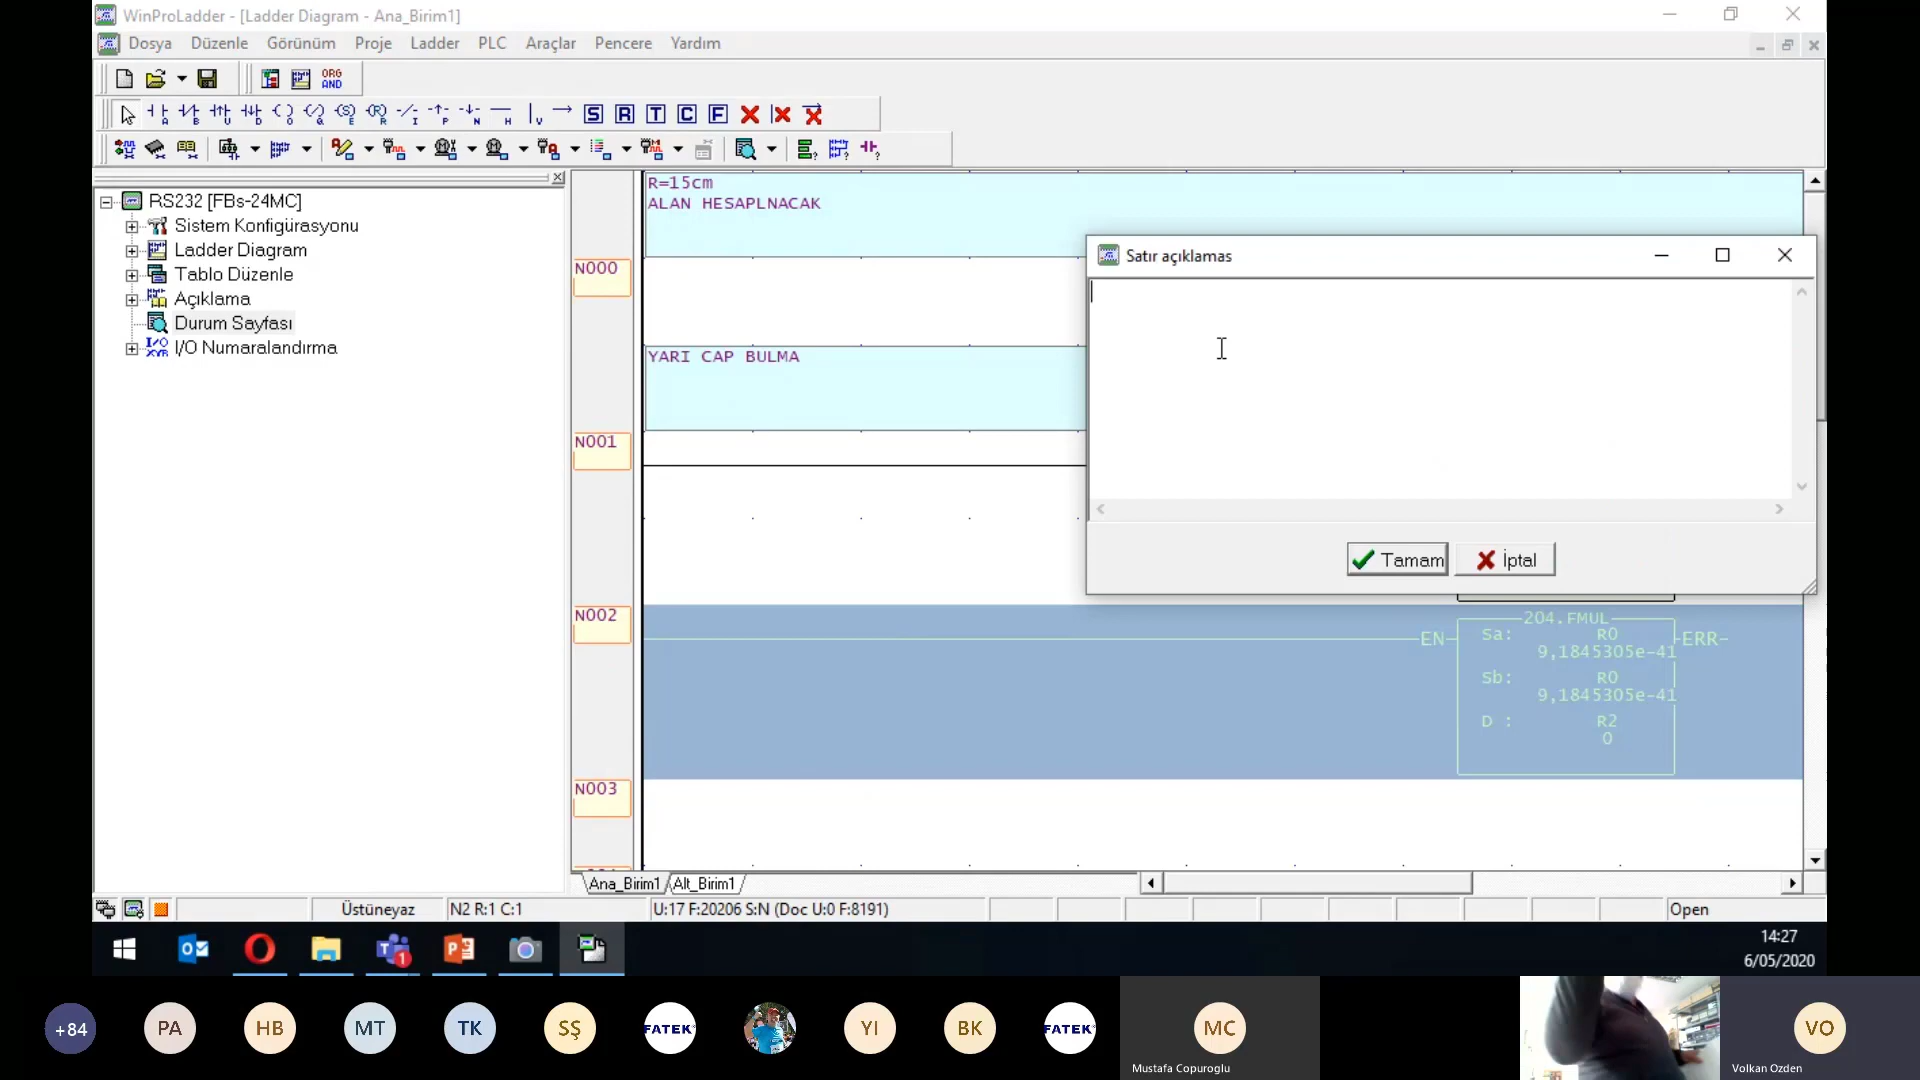 WinProLadder - [Ladder Diagram - Ana_Birim1]
Dosya Düzenle Görünüm Proje Ladder PLC Araçlar Pencere Yardım
ORG
AND
A B U D O Q S R I P N H V S R T C F
RS232 [FBs-24MC]
Sistem Konfigürasyonu
Ladder Diagram
Tablo Düzenle
Açıklama
Durum Sayfası
I/O Numaralandırma
R=15cm
ALAN HESAPLNACAK
N000
YARI CAP BULMA
N001
N002
N003
Satır açıklamas
Tamam
İptal
204.FMUL
EN
Sa: R0
ERR
9,1845305e-41
Sb: R0
9,1845305e-41
D : R2
0
Ana_Birim1 Alt_Birim1
Üstüneyaz
N2 R:1 C:1
U:17 F:20206 S:N (Doc U:0 F:8191)
Open
14:27
6/05/2020
+84 PA HB MT TK SŞ FATEK YI BK FATEK MC VO
Mustafa Copuroglu
Volkan Ozden